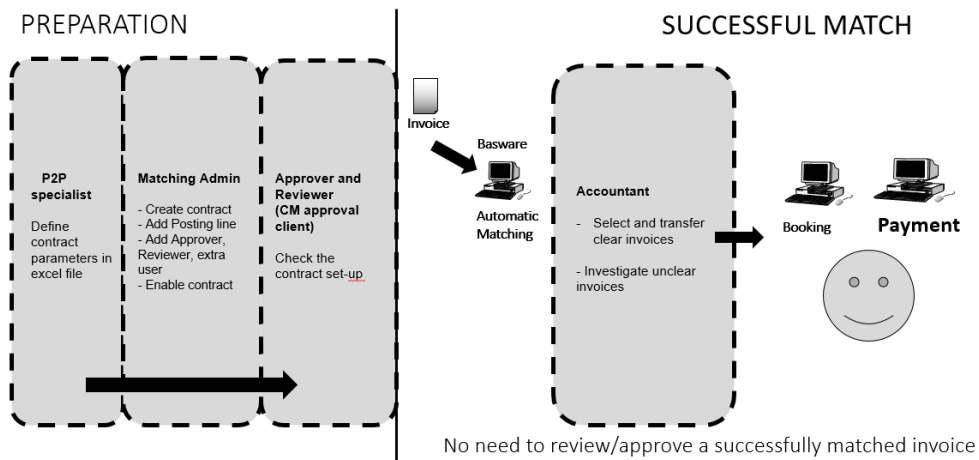 PREPARATION
SUCCESSFUL MATCH
P2P
specialist
Define
contract
parameters in
excel file
Matching Admin
- Create contract
- Add Posting line
- Add Approver,
Reviewer, extra
user
- Enable contract
Approver and
Reviewer
(CM approval
client)
Check the
contract set-up
Invoice
Basware
Automatic
Matching
Accountant
- Select and transfer
clear invoices
- Investigate unclear
invoices
Booking
Payment
No need to review/approve a successfully matched invoice